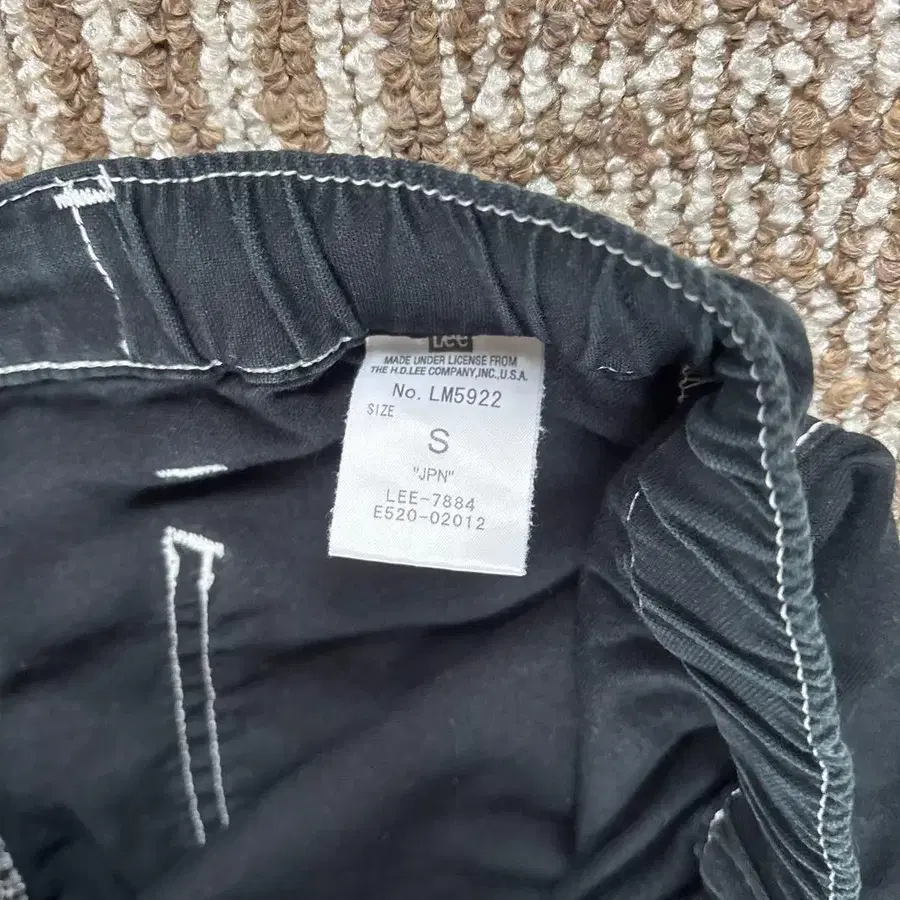 Lee
MADE UNDER LICENSE FROM
THE H.D.LEE COMPANY,INC.,U.S.A.
No. LM5922
SIZE
S
"JPN"
LEE-7884
E520-02012